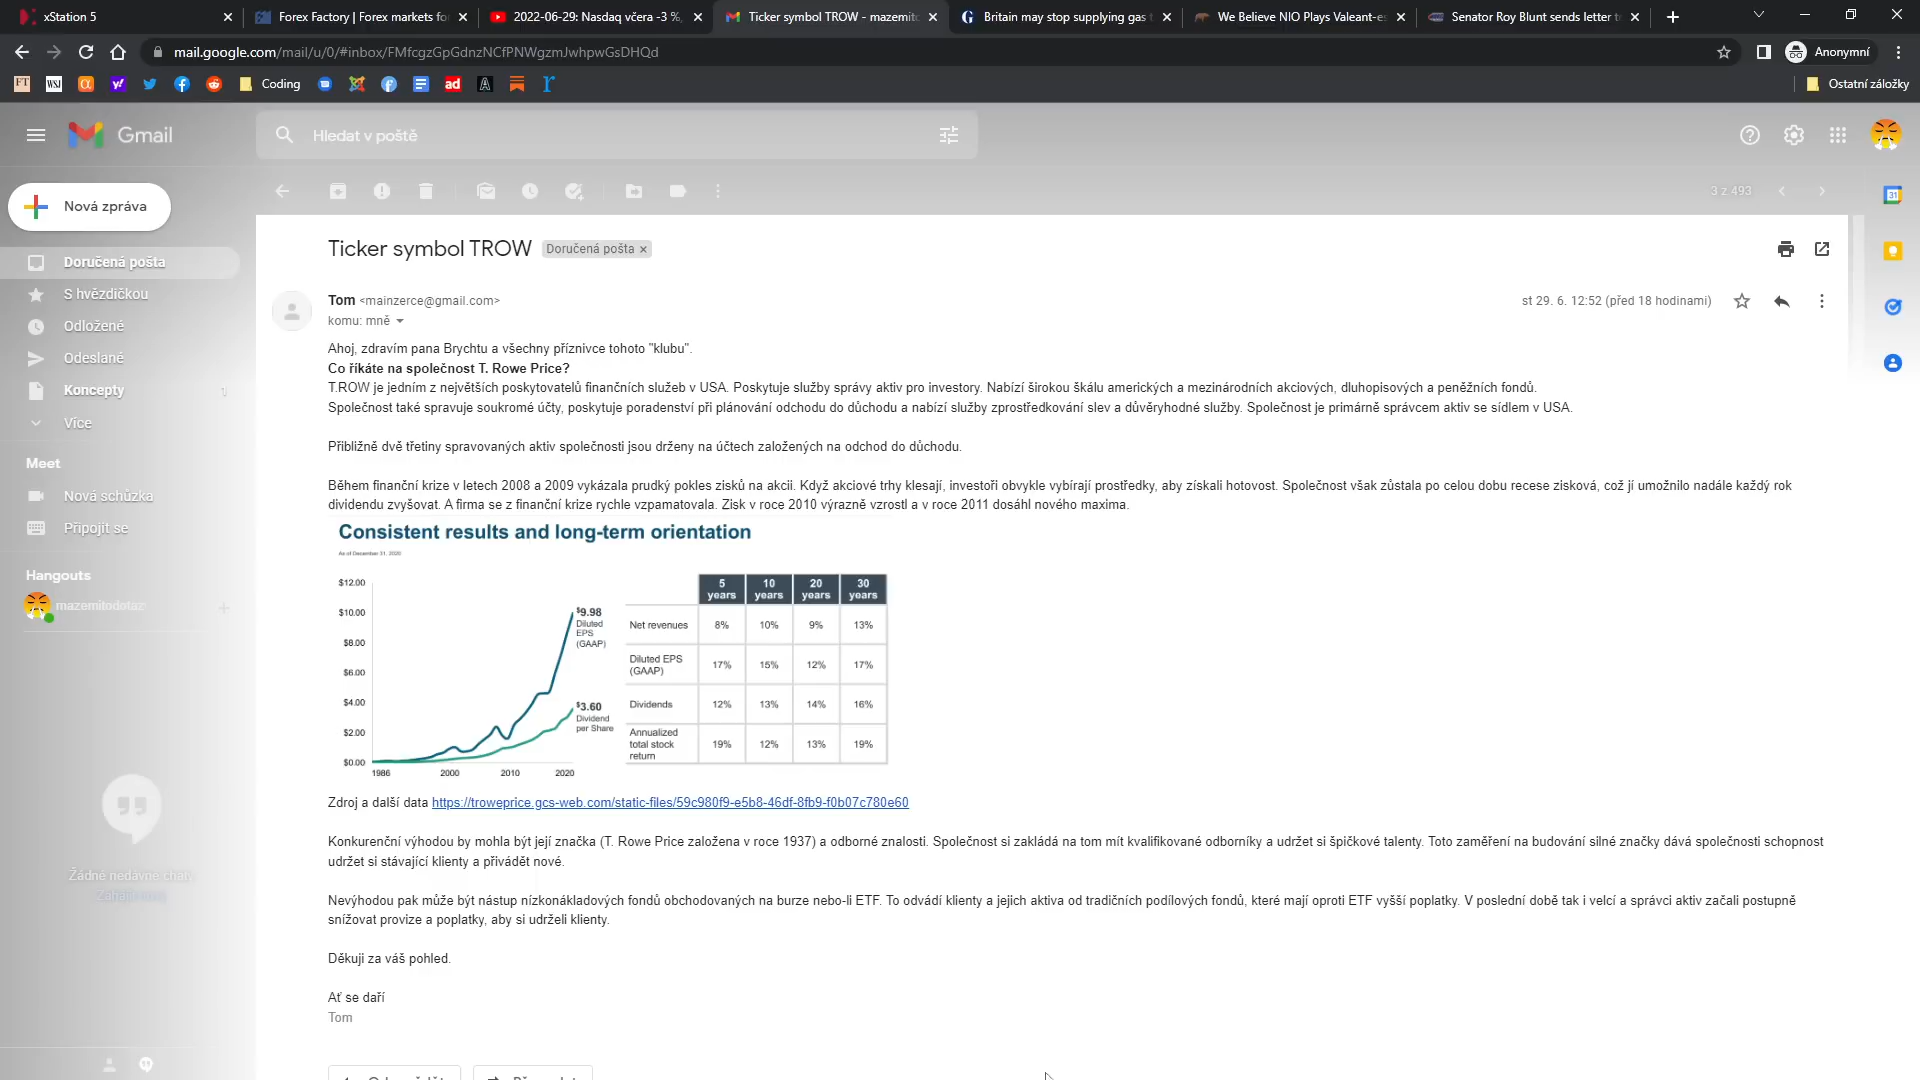 xStation 5
Forex Factory | Forex markets fo
2022-06-29: Nasdaq včera -3 %,
Ticker symbol TROW - mazemito
Britain may stop supplying gas t
We Believe NIO Plays Valeant-es
Senator Roy Blunt sends letter t
mail.google.com/mail/u/0/#inbox/FMfcgzGpGdnzNCfPNWgzmJwhpwGsDHQd
Anonymní
Coding
Ostatní záložky
Gmail
Hledat v poště
Nová zpráva
3 z 493
Doručená pošta
S hvězdičkou
Odložené
Odeslané
Koncepty 1
Více
Meet
Nová schůzka
Připojit se
Hangouts
mazemitodotaz
Žádné nedávné chaty
Zahájit nový
Ticker symbol TROW Doručená pošta ×
Tom <mainzerce@gmail.com>
st 29. 6. 12:52 (před 18 hodinami)
komu: mně
Ahoj, zdravím pana Brychtu a všechny příznivce tohoto "klubu".
Co říkáte na společnost T. Rowe Price?
T.ROW je jedním z největších poskytovatelů finančních služeb v USA. Poskytuje služby správy aktiv pro investory. Nabízí širokou škálu amerických a mezinárodních akciových, dluhopisových a peněžních fondů.
Společnost také spravuje soukromé účty, poskytuje poradenství při plánování odchodu do důchodu a nabízí služby zprostředkování slev a důvěryhodné služby. Společnost je primárně správcem aktiv se sídlem v USA.
Přibližně dvě třetiny spravovaných aktiv společnosti jsou drženy na účtech založených na odchod do důchodu.
Během finanční krize v letech 2008 a 2009 vykázala prudký pokles zisků na akcii. Když akciové trhy klesají, investoři obvykle vybírají prostředky, aby získali hotovost. Společnost však zůstala po celou dobu recese zisková, což jí umožnilo nadále každý rok
dividendu zvyšovat. A firma se z finanční krize rychle vzpamatovala. Zisk v roce 2010 výrazně vzrostl a v roce 2011 dosáhl nového maxima.
Consistent results and long-term orientation
As of December 31, 2020
$12.00
$10.00
$8.00
$6.00
$4.00
$2.00
$0.00
1986 2000 2010 2020
$9.98
Diluted
EPS
(GAAP)
$3.60
Dividend
per Share
5 years 10 years 20 years 30 years
Net revenues 8% 10% 9% 13%
Diluted EPS (GAAP) 17% 15% 12% 17%
Dividends 12% 13% 14% 16%
Annualized total stock return 19% 12% 13% 19%
Zdroj a další data https://troweprice.gcs-web.com/static-files/59c980f9-e5b8-46df-8fb9-f0b07c780e60
Konkurenční výhodou by mohla být její značka (T. Rowe Price založena v roce 1937) a odborné znalosti. Společnost si zakládá na tom mít kvalifikované odborníky a udržet si špičkové talenty. Toto zaměření na budování silné značky dává společnosti schopnost
udržet si stávající klienty a přivádět nové.
Nevýhodou pak může být nástup nízkonákladových fondů obchodovaných na burze nebo-li ETF. To odvádí klienty a jejich aktiva od tradičních podílových fondů, které mají oproti ETF vyšší poplatky. V poslední době tak i velcí a správci aktiv začali postupně
snížovat provize a poplatky, aby si udrželi klienty.
Děkuji za váš pohled.
Ať se daří
Tom